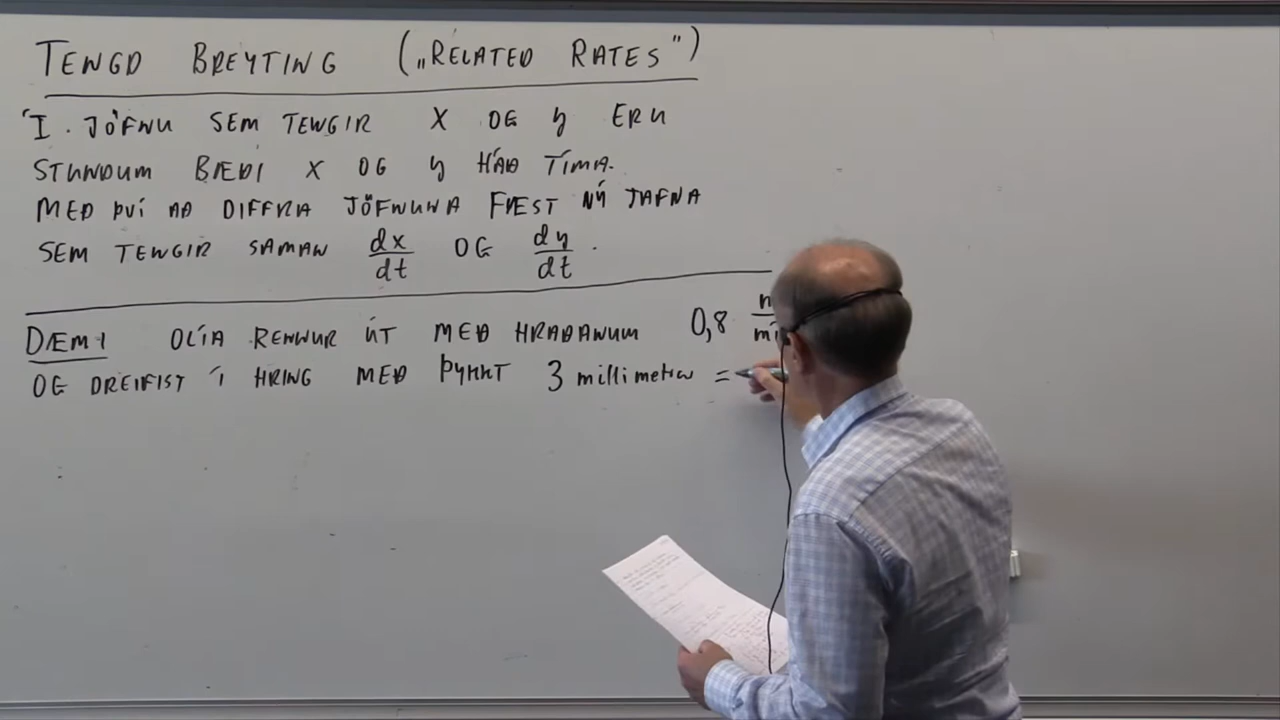 TENGD BREYTING („RELATED RATES")
Í JÖFNU SEM TENGIR X OG y ERU
STUNDUM BÆÐI X OG y HÁÐ TÍMA.
MEÐ ÞVÍ AÐ DIFFRA JÖFNUNA FÆST NÝ JAFNA
SEM TENGIR SAMAN dx/dt OG dy/dt.
DÆMI OLÍA RENNUR ÚT MEÐ HRAÐANUM 0,8
OG DREIFIST Í HRING MEÐ ÞYKKT 3 millimetrar =